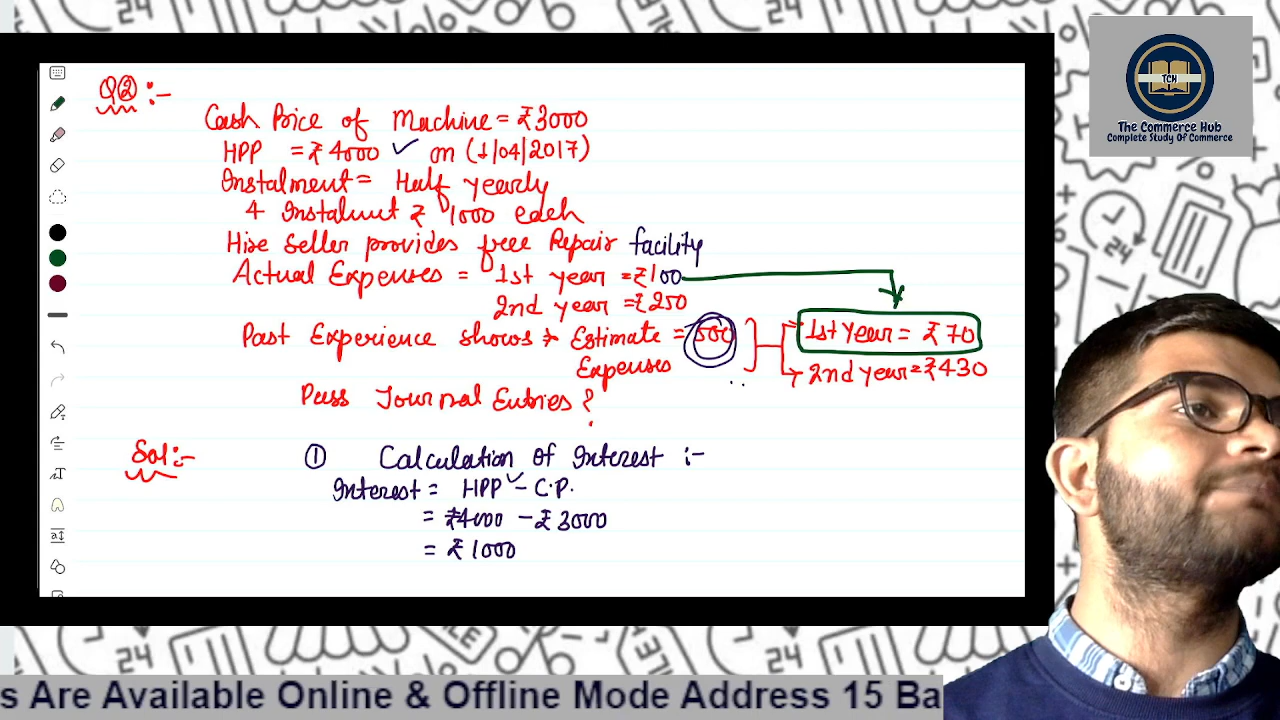 Q②:-
Cash Price of Machine = ₹3000
HPP = ₹4000 ✓ on (1/04/2017)
Instalment = Half yearly
4 Instalment ₹ 1000 each
Hire Seller provides free Repair facility
Actual Expenses = 1st year = ₹100
2nd year = ₹250
Past Experience shows → Estimate = 500
Expenses
1st Year = ₹70
2nd year = ₹430
Pass Journal Entries?
Sol:-
① Calculation of Interest :-
Interest = HPP - C.P.
= ₹4000 - ₹3000
= ₹1000
TCH
The Commerce Hub
Complete Study Of Commerce
s Are Available Online & Offline Mode Address 15 Ba